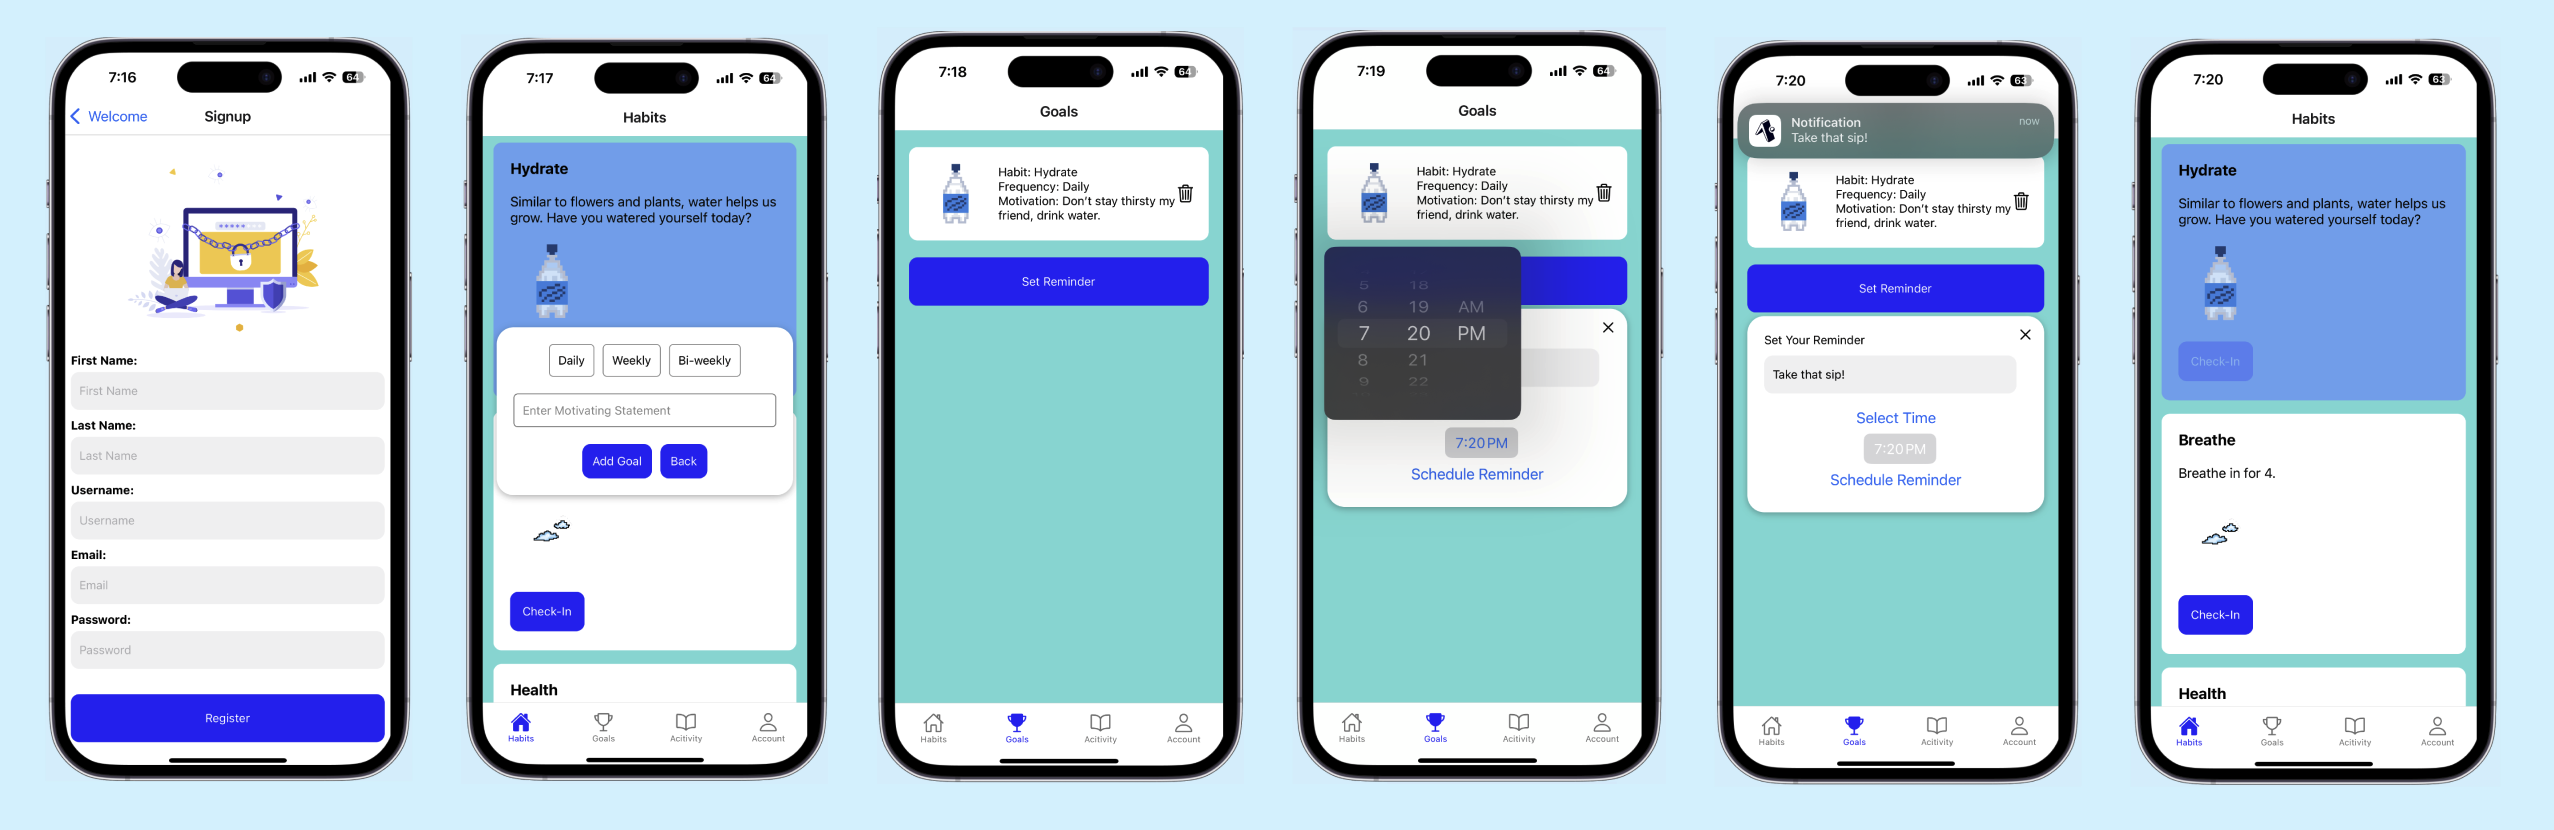 7:16
64
Welcome
Signup
First Name:
First Name
Last Name:
Last Name
Username:
Username
Email:
Email
Password:
Password
Register
7:17
64
Habits
Hydrate
Similar to flowers and plants, water helps us
grow. Have you watered yourself today?
Daily
Weekly
Bi-weekly
Enter Motivating Statement
Add Goal
Back
Check-In
Health
Habits
Goals
Acitivity
Account
7:18
64
Goals
Habit: Hydrate
Frequency: Daily
Motivation: Don't stay thirsty my
friend, drink water.
Set Reminder
Habits
Goals
Acitivity
Account
7:19
64
Goals
Habit: Hydrate
Frequency: Daily
Motivation: Don't stay thirsty my
friend, drink water.
5 18
6 19 AM
7 20 PM
8 21
9 22
7:20 PM
Schedule Reminder
Habits
Goals
Acitivity
Account
7:20
63
Notification
now
Take that sip!
Habit: Hydrate
Frequency: Daily
Motivation: Don't stay thirsty my
friend, drink water.
Set Reminder
Set Your Reminder
Take that sip!
Select Time
7:20 PM
Schedule Reminder
Habits
Goals
Acitivity
Account
7:20
63
Habits
Hydrate
Similar to flowers and plants, water helps us
grow. Have you watered yourself today?
Check-In
Breathe
Breathe in for 4.
Check-In
Health
Habits
Goals
Acitivity
Account